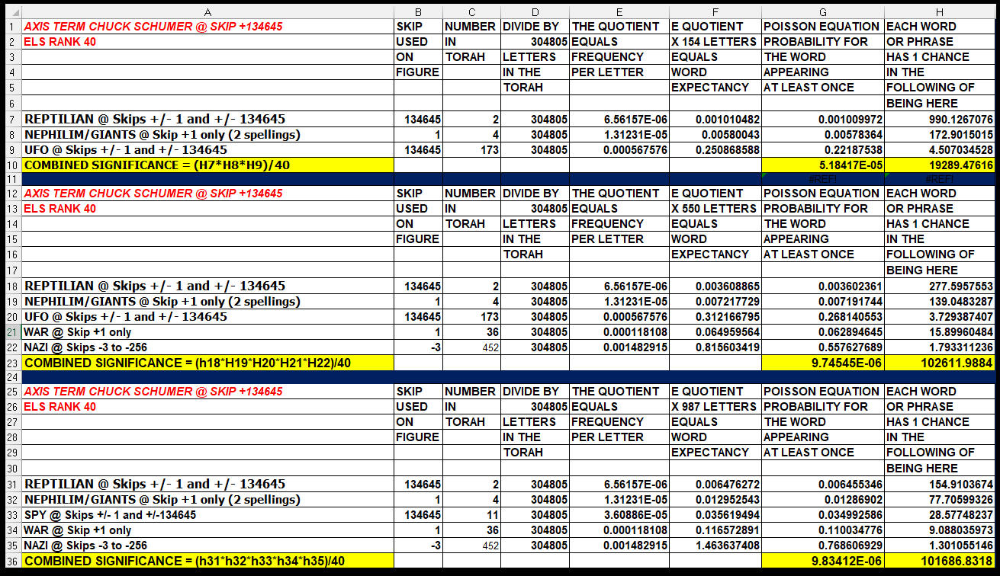 A B C D E F G H
1 AXIS TERM CHUCK SCHUMER @ SKIP +134645 SKIP NUMBER DIVIDE BY THE QUOTIENT E QUOTIENT POISSON EQUATION EACH WORD
2 ELS RANK 40 USED IN 304805 EQUALS X 154 LETTERS PROBABILITY FOR OR PHRASE
3 ON TORAH LETTERS FREQUENCY EQUALS THE WORD HAS 1 CHANCE
4 FIGURE IN THE PER LETTER WORD APPEARING IN THE
5 TORAH EXPECTANCY AT LEAST ONCE FOLLOWING OF
6 BEING HERE
7 REPTILIAN @ Skips +/- 1 and +/- 134645 134645 2 304805 6.56157E-06 0.001010482 0.001009972 990.1267076
8 NEPHILIM/GIANTS @ Skip +1 only (2 spellings) 1 4 304805 1.31231E-05 0.00580043 0.00578364 172.9015015
9 UFO @ Skips +/- 1 and +/- 134645 134645 173 304805 0.000567576 0.250868588 0.22187538 4.507034528
10 COMBINED SIGNIFICANCE = (H7*H8*H9)/40 5.18417E-05 19289.47616
11 #REF! #REF!
12 AXIS TERM CHUCK SCHUMER @ SKIP +134645 SKIP NUMBER DIVIDE BY THE QUOTIENT E QUOTIENT POISSON EQUATION EACH WORD
13 ELS RANK 40 USED IN 304805 EQUALS X 550 LETTERS PROBABILITY FOR OR PHRASE
14 ON TORAH LETTERS FREQUENCY EQUALS THE WORD HAS 1 CHANCE
15 FIGURE IN THE PER LETTER WORD APPEARING IN THE
16 TORAH EXPECTANCY AT LEAST ONCE FOLLOWING OF
17 BEING HERE
18 REPTILIAN @ Skips +/- 1 and +/- 134645 134645 2 304805 6.56157E-06 0.003608865 0.003602361 277.5957553
19 NEPHILIM/GIANTS @ Skip +1 only (2 spellings) 1 4 304805 1.31231E-05 0.007217729 0.007191744 139.0483287
20 UFO @ Skips +/- 1 and +/- 134645 134645 173 304805 0.000567576 0.312166795 0.268140553 3.729387407
21 WAR @ Skip +1 only 1 36 304805 0.000118108 0.064959564 0.062894645 15.89960484
22 NAZI @ Skips -3 to -256 -3 452 304805 0.001482915 0.815603419 0.557627689 1.793311236
23 COMBINED SIGNIFICANCE = (h18*H19*H20*H21*H22)/40 9.74545E-06 102611.9884
24
25 AXIS TERM CHUCK SCHUMER @ SKIP +134645 SKIP NUMBER DIVIDE BY THE QUOTIENT E QUOTIENT POISSON EQUATION EACH WORD
26 ELS RANK 40 USED IN 304805 EQUALS X 987 LETTERS PROBABILITY FOR OR PHRASE
27 ON TORAH LETTERS FREQUENCY EQUALS THE WORD HAS 1 CHANCE
28 FIGURE IN THE PER LETTER WORD APPEARING IN THE
29 TORAH EXPECTANCY AT LEAST ONCE FOLLOWING OF
30 BEING HERE
31 REPTILIAN @ Skips +/- 1 and +/- 134645 134645 2 304805 6.56157E-06 0.006476272 0.006455346 154.9103674
32 NEPHILIM/GIANTS @ Skip +1 only (2 spellings) 1 4 304805 1.31231E-05 0.012952543 0.01286902 77.70599326
33 SPY @ Skips +/- 1 and +/-134645 134645 11 304805 3.60886E-05 0.035619494 0.034992586 28.57748237
34 WAR @ Skip +1 only 1 36 304805 0.000118108 0.116572891 0.110034776 9.088035973
35 NAZI @ Skips -3 to -256 -3 452 304805 0.001482915 1.463637408 0.768606929 1.301055146
36 COMBINED SIGNIFICANCE = (h31*h32*h33*h34*h35)/40 9.83412E-06 101686.8318